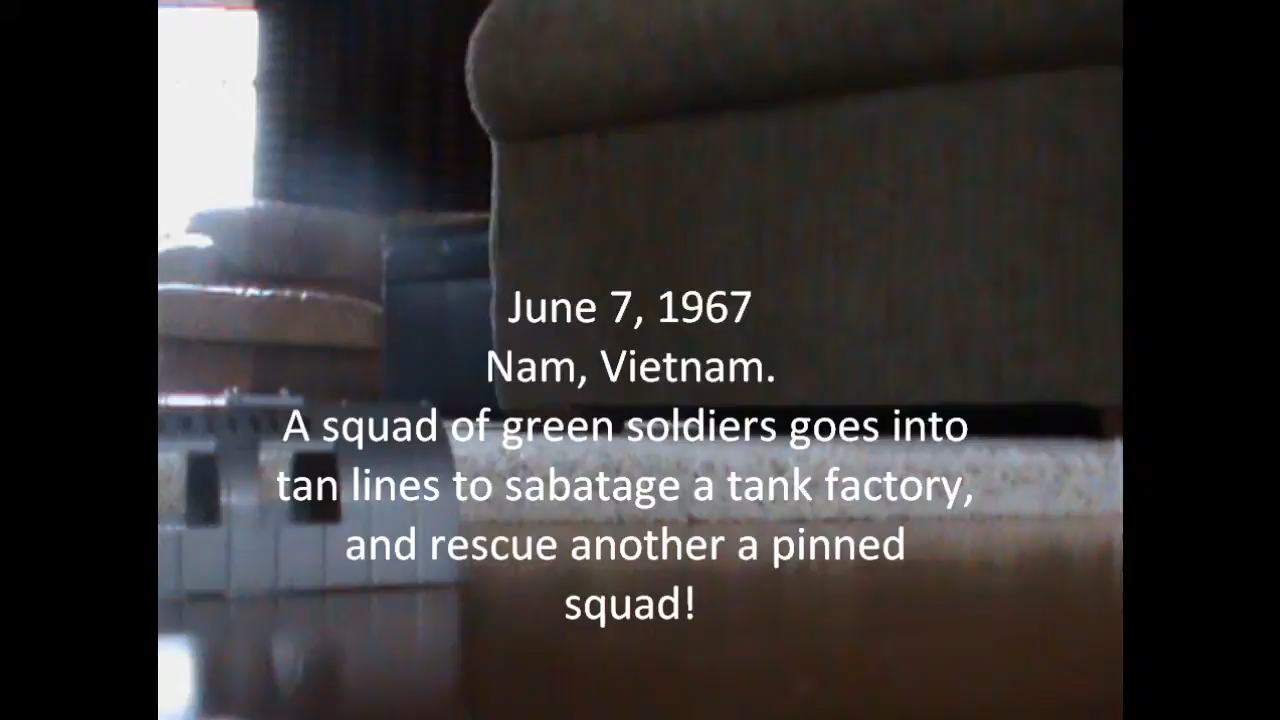 June 7, 1967
Nam, Vietnam.
A squad of green soldiers goes into
tan lines to sabatage a tank factory,
and rescue another a pinned
squad!